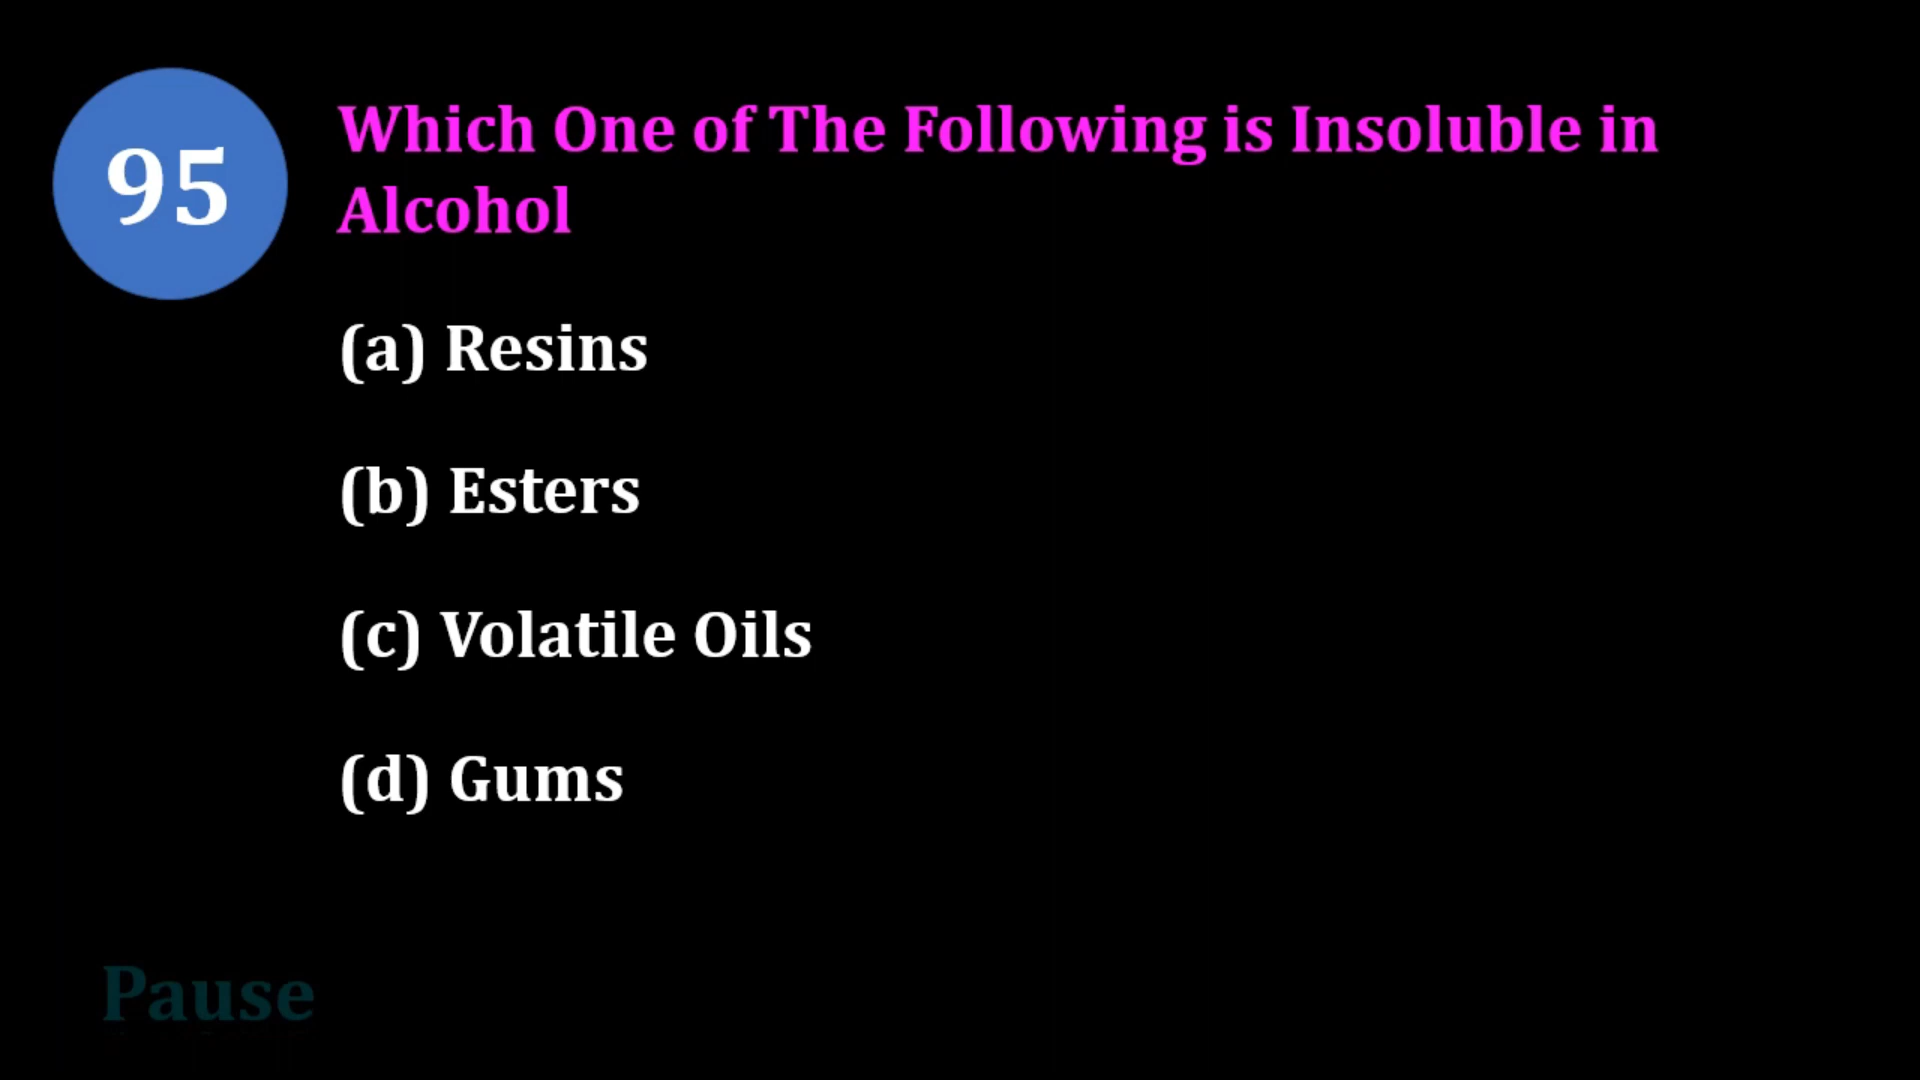 95
Which One of The Following is Insoluble in
Alcohol
(a) Resins
(b) Esters
(c) Volatile Oils
(d) Gums
Pause